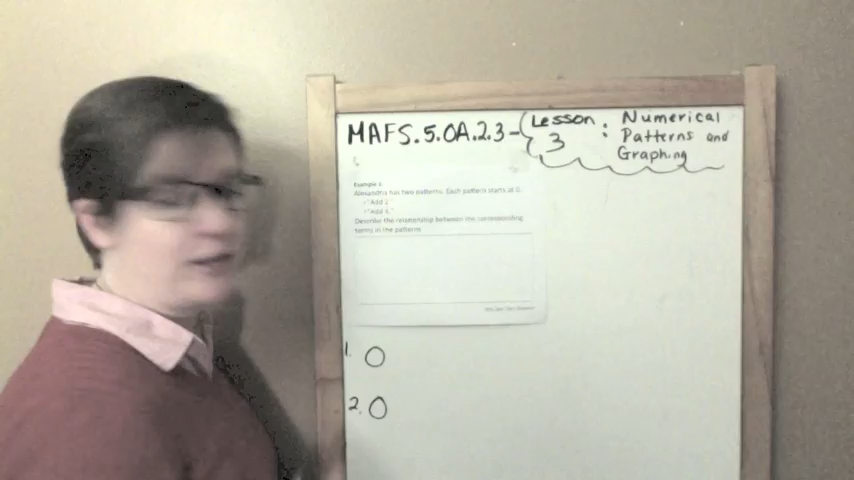 MAFS.5.OA.2.3 - Lesson 3 : Numerical Patterns and Graphing
Example 3
Alexandria has two patterns. Each pattern starts at 0.
"Add 2"
"Add 4."
Describe the relationship between the corresponding
terms in the patterns
1. 0
2. 0